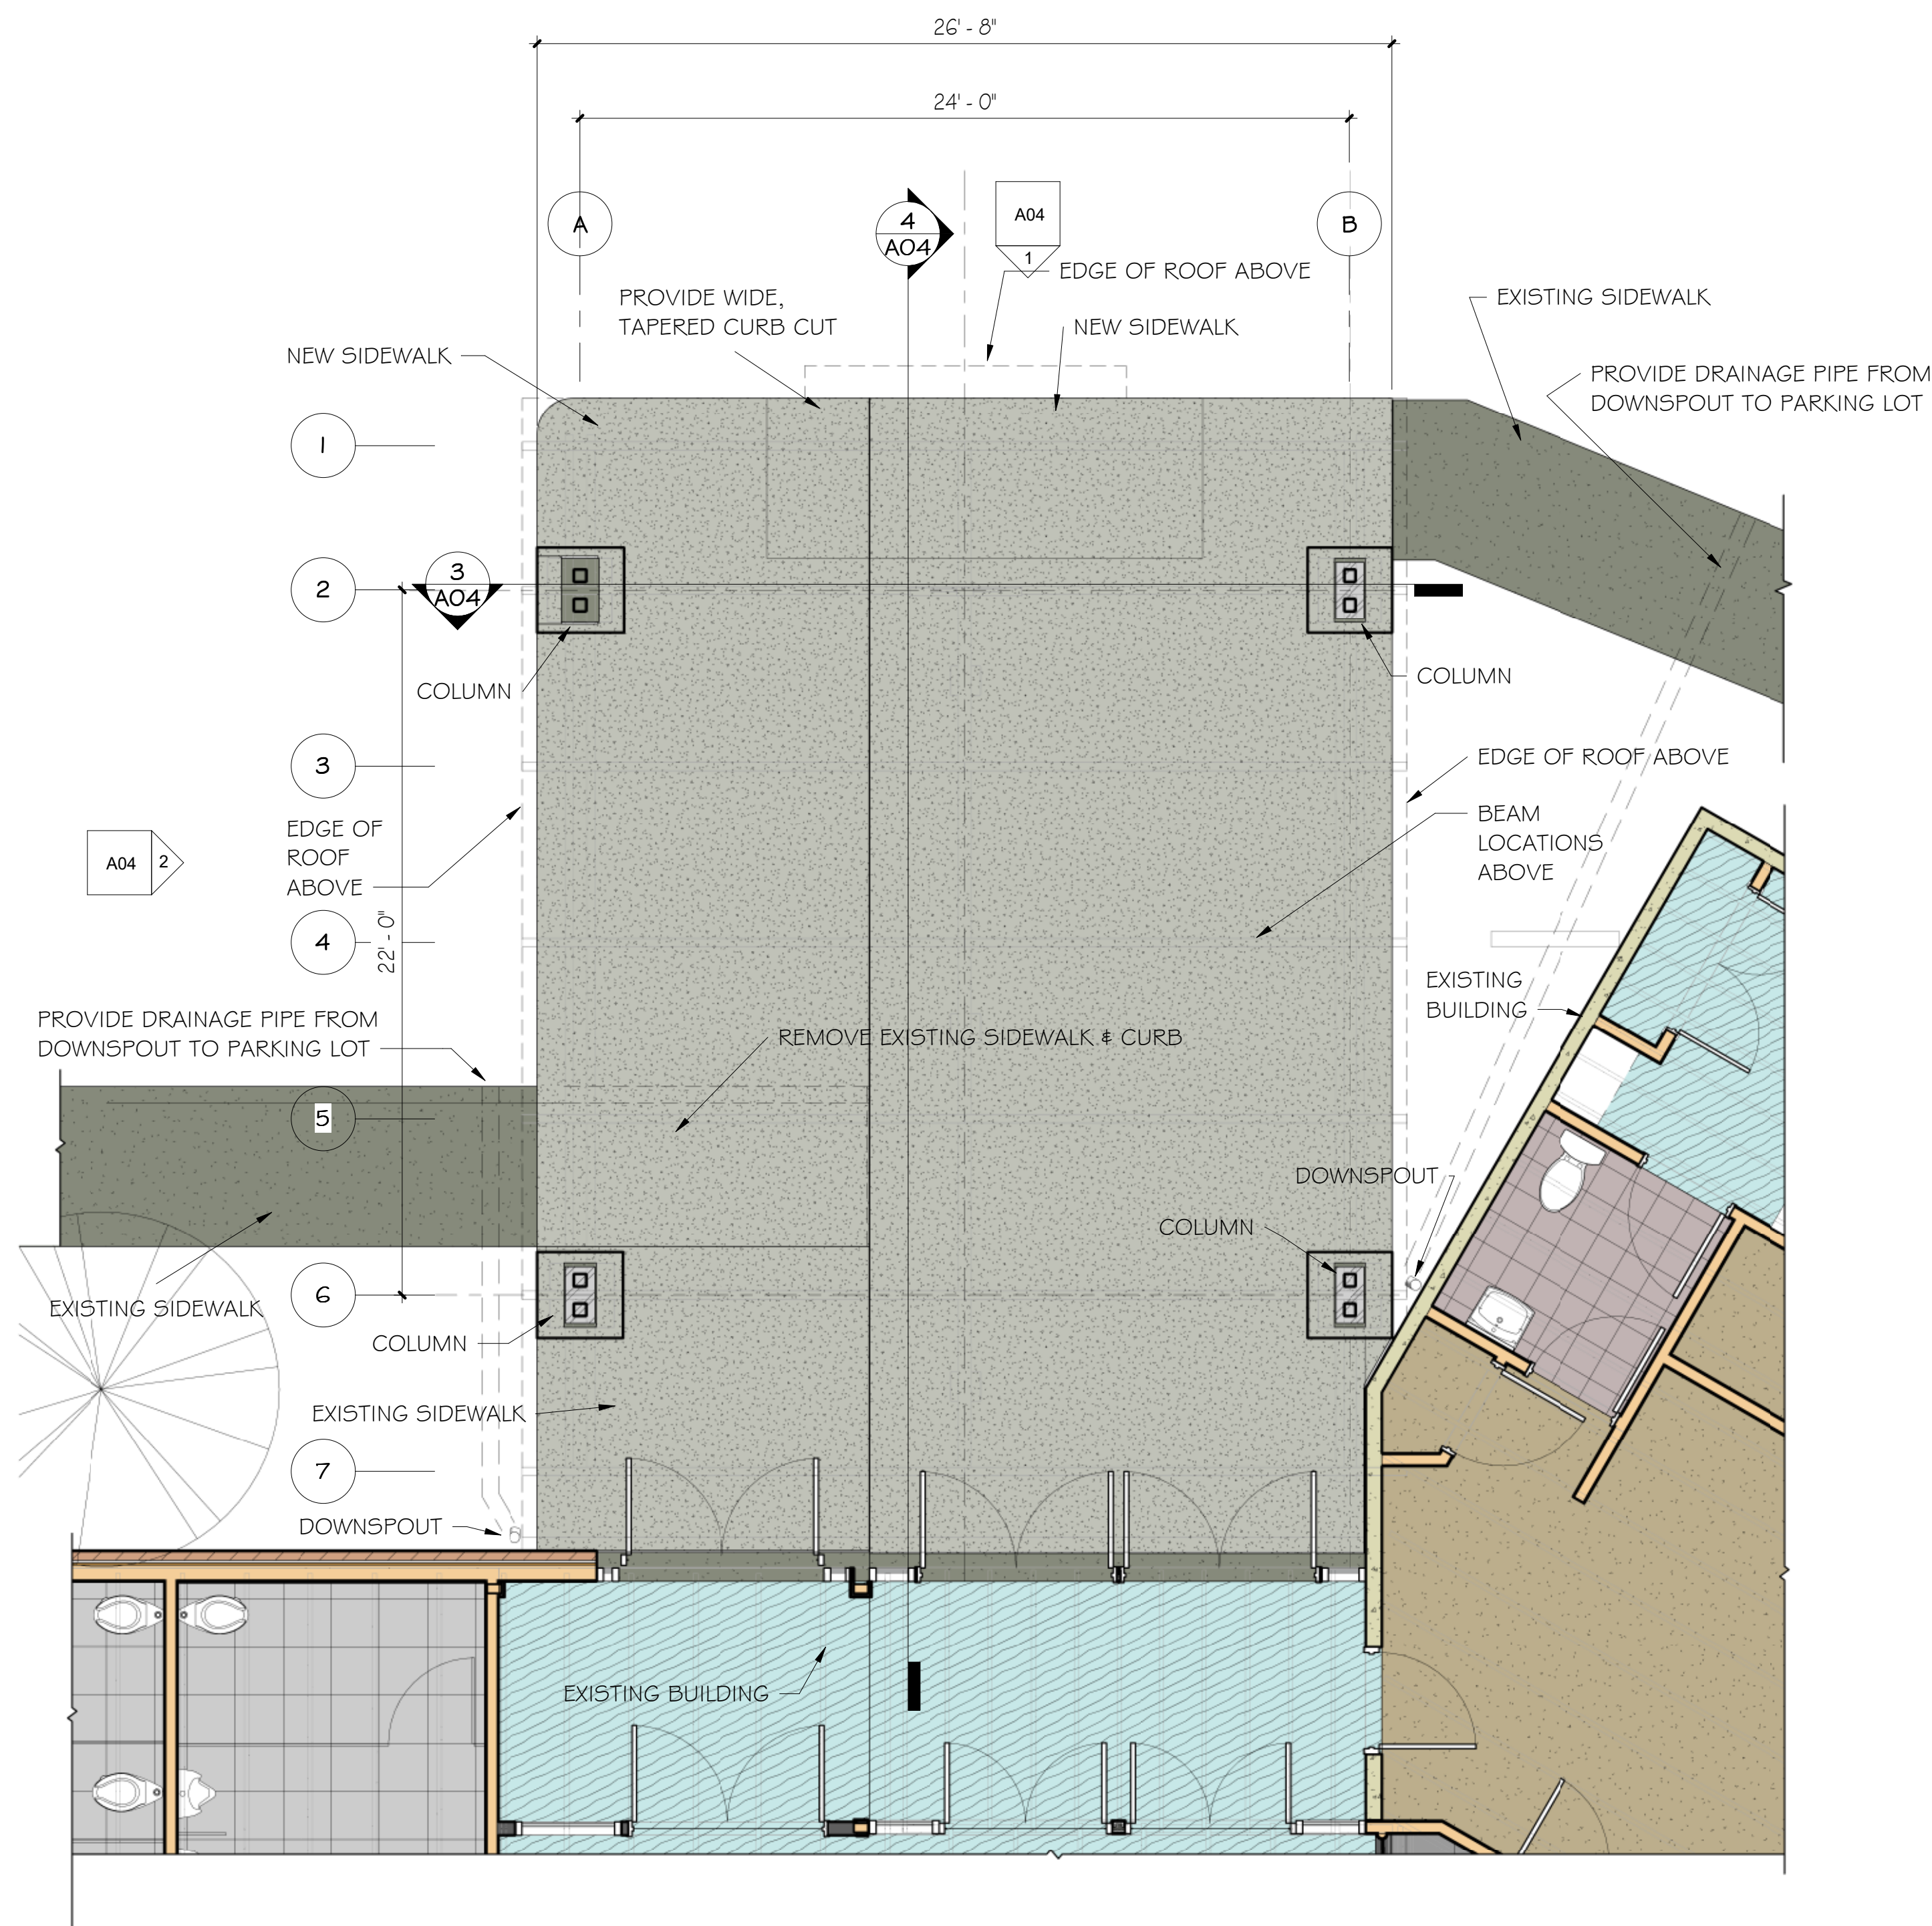 26' - 8"
24' - 0"
A
4
A04
A04
1
B
EDGE OF ROOF ABOVE
PROVIDE WIDE,
TAPERED CURB CUT
NEW SIDEWALK
EXISTING SIDEWALK
NEW SIDEWALK
PROVIDE DRAINAGE PIPE FROM
DOWNSPOUT TO PARKING LOT
1
2
3
A04
COLUMN
COLUMN
3
EDGE OF ROOF ABOVE
EDGE OF
ROOF
ABOVE
BEAM
LOCATIONS
ABOVE
A04
2
4
22' - 0"
EXISTING
BUILDING
PROVIDE DRAINAGE PIPE FROM
DOWNSPOUT TO PARKING LOT
REMOVE EXISTING SIDEWALK & CURB
5
DOWNSPOUT
COLUMN
6
EXISTING SIDEWALK
COLUMN
EXISTING SIDEWALK
7
DOWNSPOUT
EXISTING BUILDING